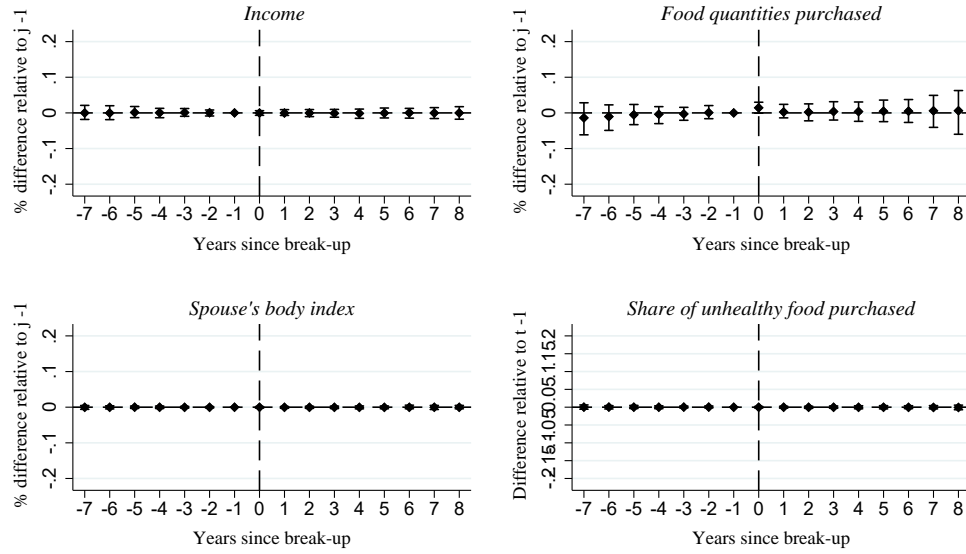 Income
% difference relative to j -1
.2
.1
0
-.1
-.2
-7 -6 -5 -4 -3 -2 -1 0 1 2 3 4 5 6 7 8
Years since break-up
Food quantities purchased
% difference relative to j -1
.2
.1
0
-.1
-.2
-7 -6 -5 -4 -3 -2 -1 0 1 2 3 4 5 6 7 8
Years since break-up
Spouse's body index
% difference relative to j -1
.2
.1
0
-.1
-.2
-7 -6 -5 -4 -3 -2 -1 0 1 2 3 4 5 6 7 8
Years since break-up
Share of unhealthy food purchased
Difference relative to t -1
-7 -6 -5 -4 -3 -2 -1 0 1 2 3 4 5 6 7 8
Years since break-up